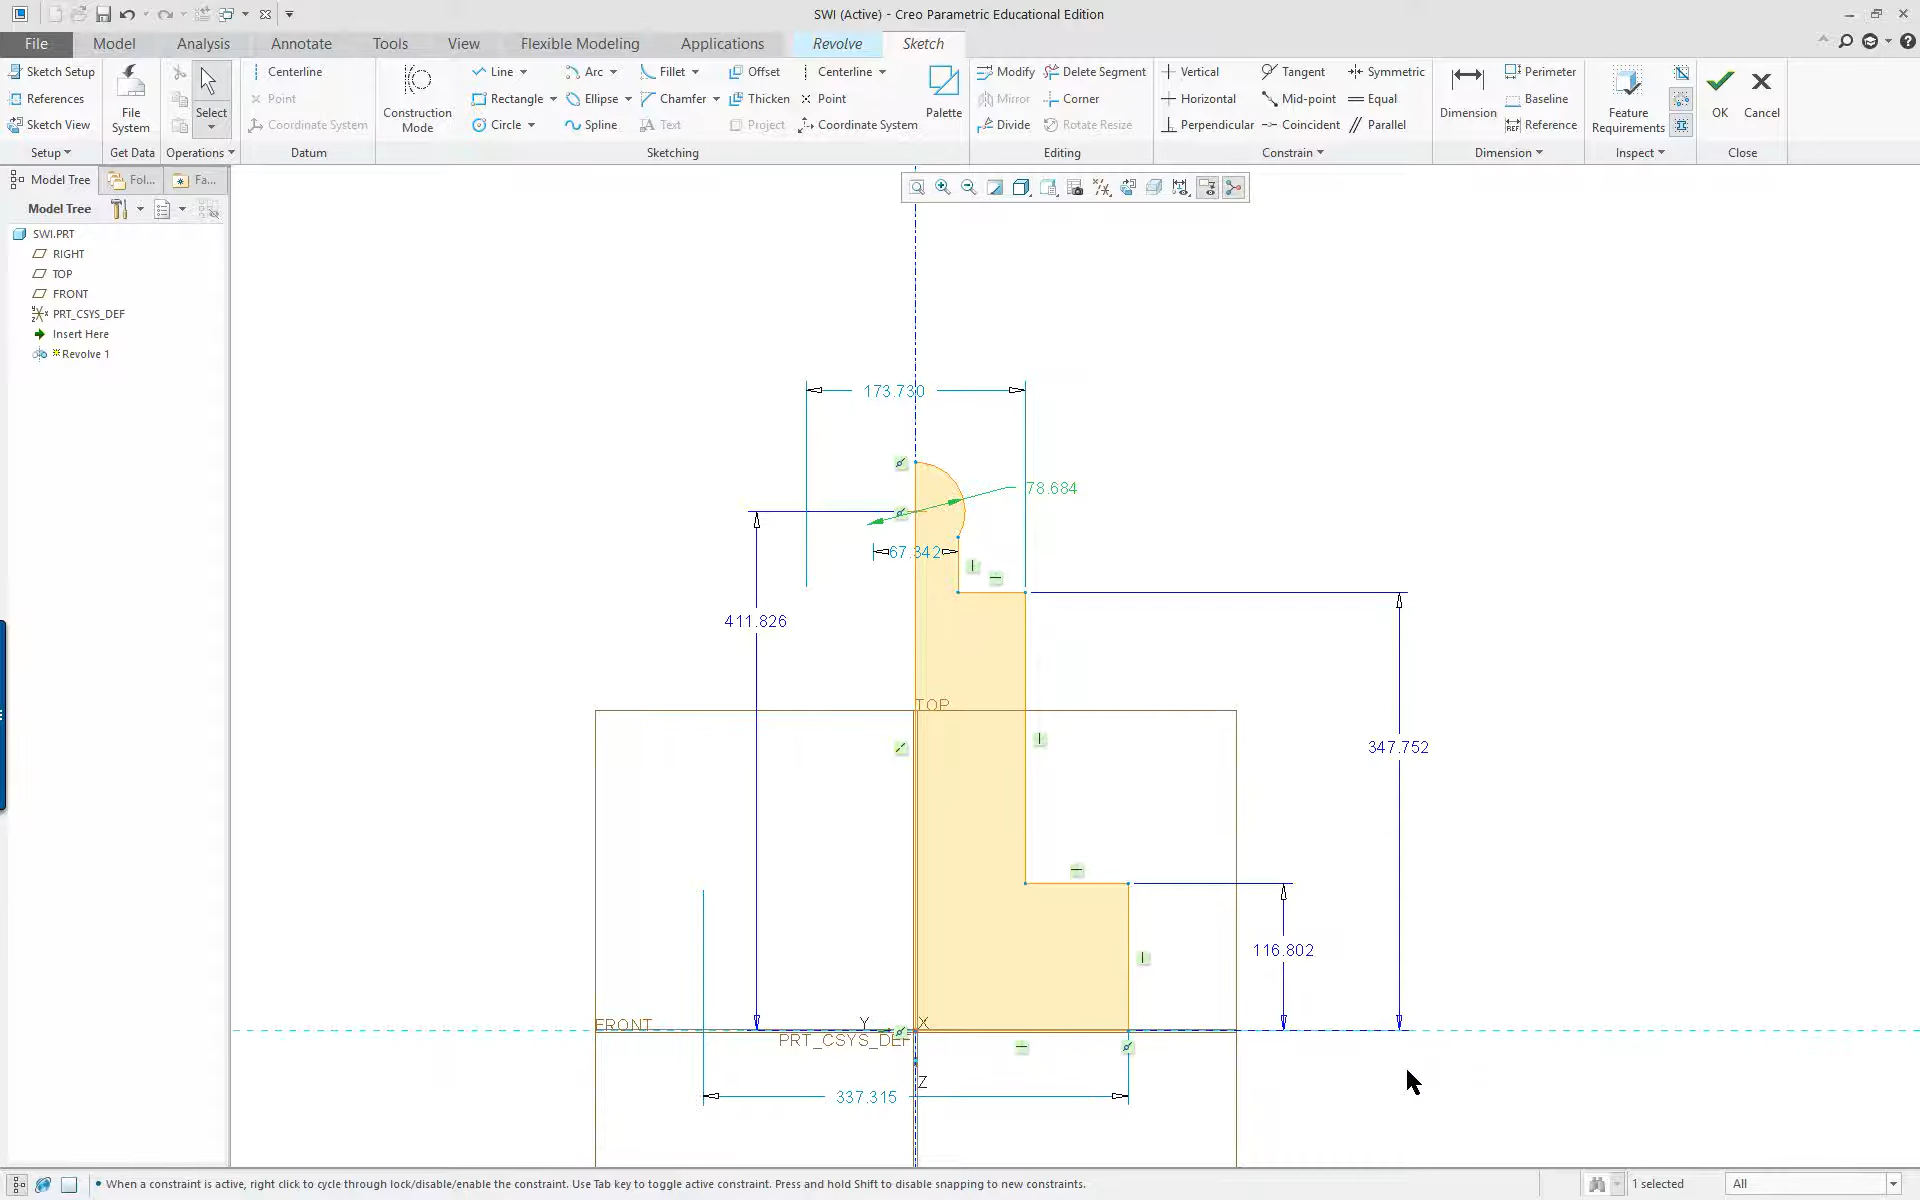 SWI (Active) - Creo Parametric Educational Edition
File Model Analysis Annotate Tools View Flexible Modeling Applications Revolve Sketch
Sketch Setup
References
Sketch View
Setup
File System
Get Data
Select
Operations
Centerline
Point
Coordinate System
Datum
Construction Mode
Line Arc Fillet Offset Centerline
Rectangle Ellipse Chamfer Thicken Point
Circle Spline Text Project Coordinate System
Palette
Sketching
Modify Delete Segment
Mirror Corner
Divide Rotate Resize
Editing
Vertical Tangent Symmetric
Horizontal Mid-point Equal
Perpendicular Coincident Parallel
Constrain
Dimension
Perimeter
Baseline
REF Reference
Dimension
Feature Requirements
Inspect
OK Cancel
Close
Model Tree Fol... Fa...
Model Tree
SWI.PRT
RIGHT
TOP
FRONT
PRT_CSYS_DEF
Insert Here
Revolve 1
173.730
78.684
67.342
411.826
TOP
347.752
116.802
FRONT Y X
PRT_CSYS_DEF
Z
337.315
When a constraint is active, right click to cycle through lock/disable/enable the constraint. Use Tab key to toggle active constraint. Press and hold Shift to disable snapping to new constraints.
1 selected All